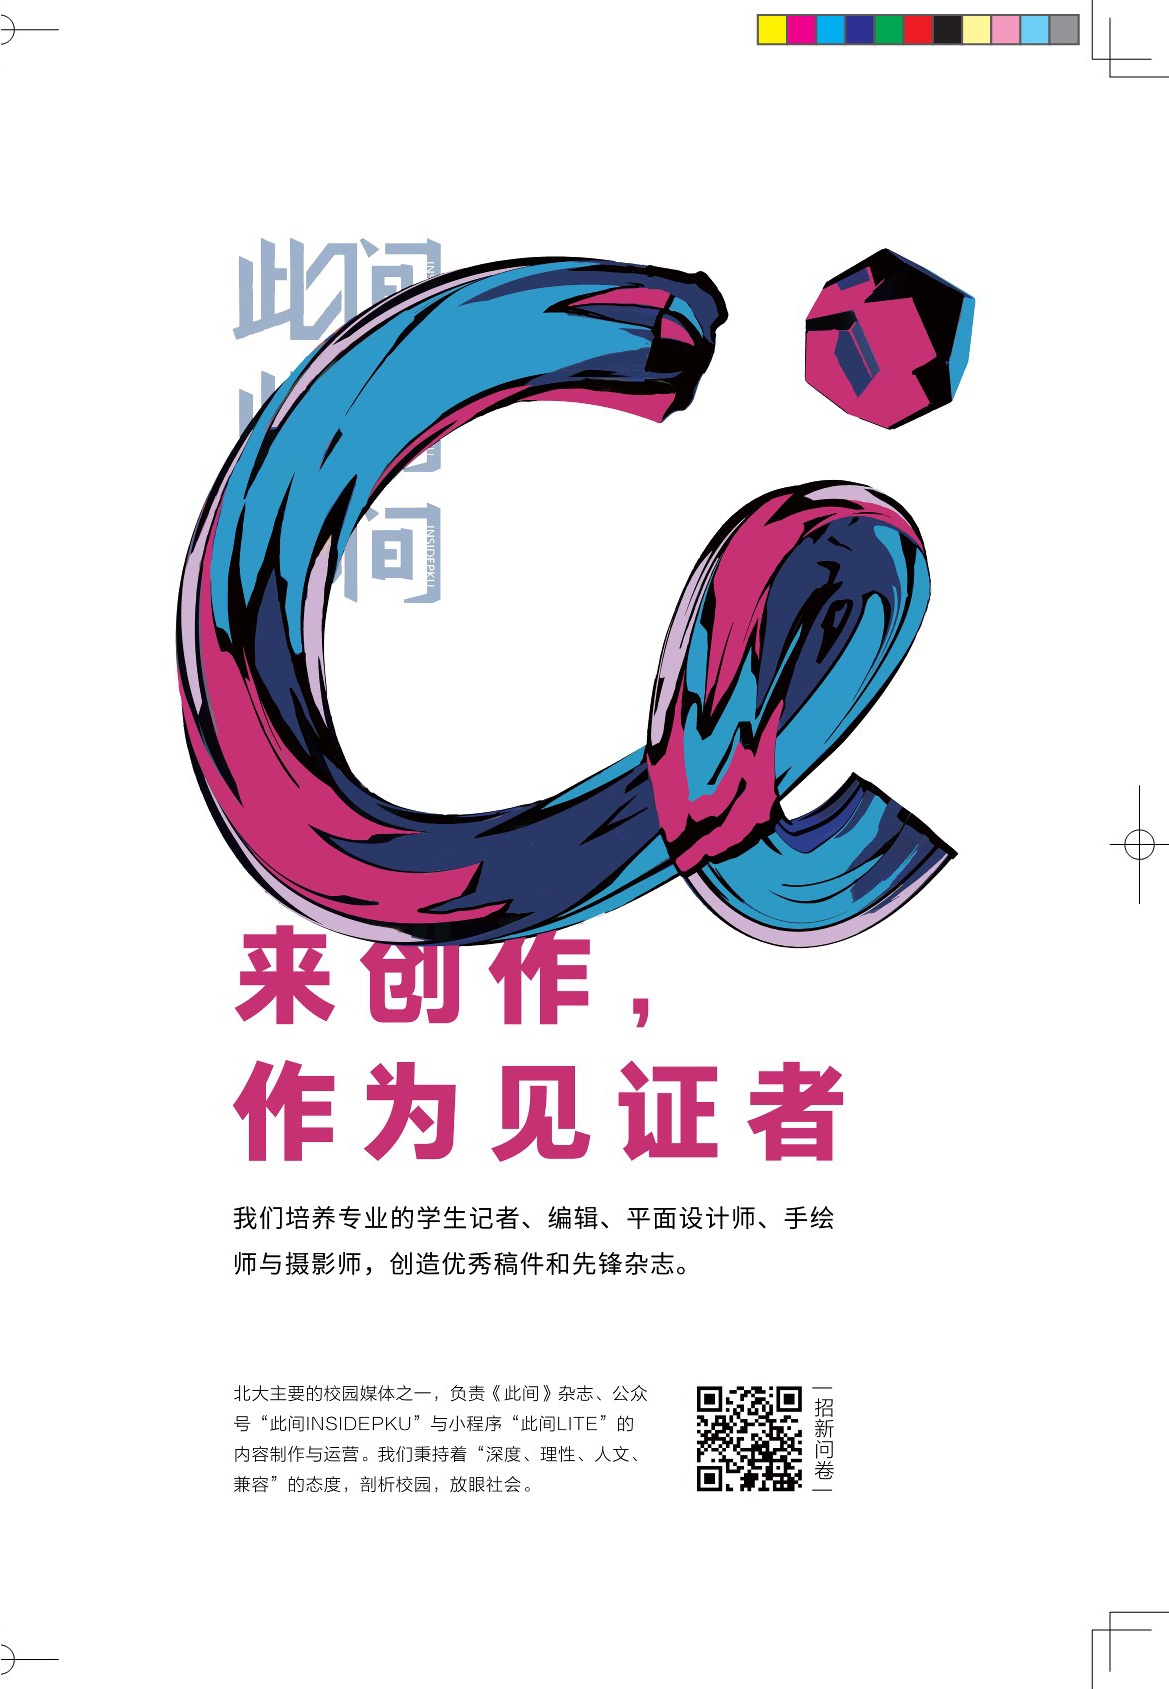 此间
INS
间
INSIDEPKU
来创作，
作为见证者
我们培养专业的学生记者、编辑、平面设计师、手绘
师与摄影师，创造优秀稿件和先锋杂志。
北大主要的校园媒体之一，负责《此间》杂志、公众
号“此间INSIDEPKU”与小程序“此间LITE”的
内容制作与运营。我们秉持着“深度、理性、人文、
兼容”的态度，剖析校园，放眼社会。
招新问卷